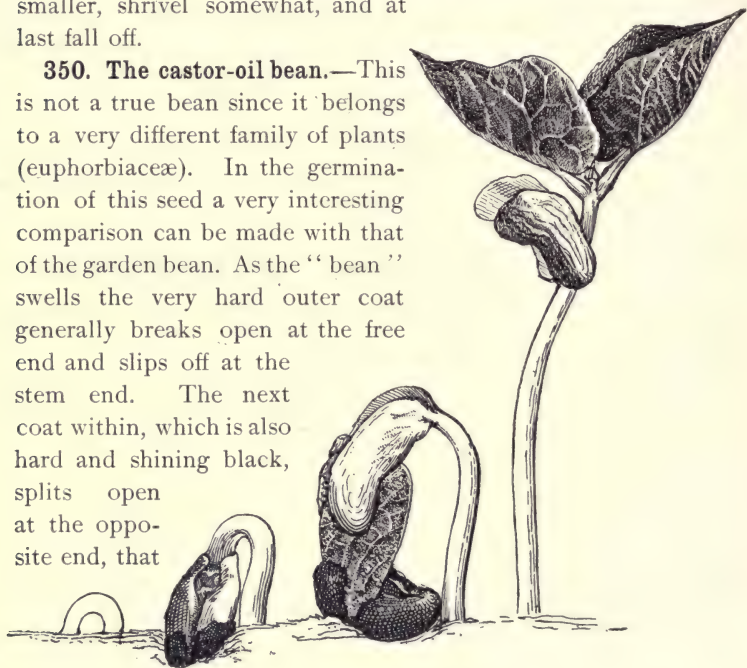 smaller, shrivel somewhat, and at
last fall off.
350. The castor-oil bean.—This
is not a true bean since it belongs
to a very different family of plants
(euphorbiaceæ). In the germina-
tion of this seed a very interesting
comparison can be made with that
of the garden bean. As the “ bean ”
swells the very hard outer coat
generally breaks open at the free
end and slips off at the
stem end. The next
coat within, which is also
hard and shining black,
splits open
at the oppo-
site end, that